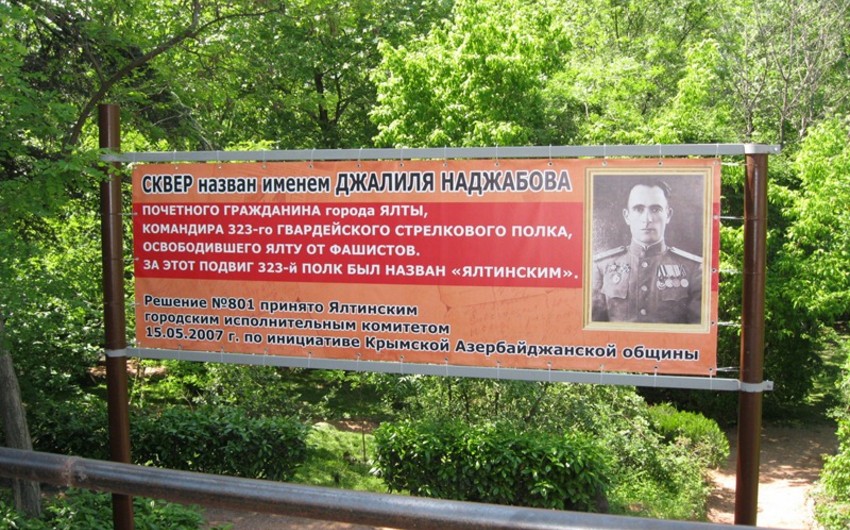 СКВЕР назван именем ДЖАЛИЛЯ НАДЖАБОВА
ПОЧЕТНОГО ГРАЖДАНИНА города ЯЛТЫ,
КОМАНДИРА 323-го ГВАРДЕЙСКОГО СТРЕЛКОВОГО ПОЛКА,
ОСВОБОДИВШЕГО ЯЛТУ ОТ ФАШИСТОВ.
ЗА ЭТОТ ПОДВИГ 323-й ПОЛК БЫЛ НАЗВАН «ЯЛТИНСКИМ».
Решение №801 принято Ялтинским
городским исполнительным комитетом
15.05.2007 г. по инициативе Крымской Азербайджанской общины